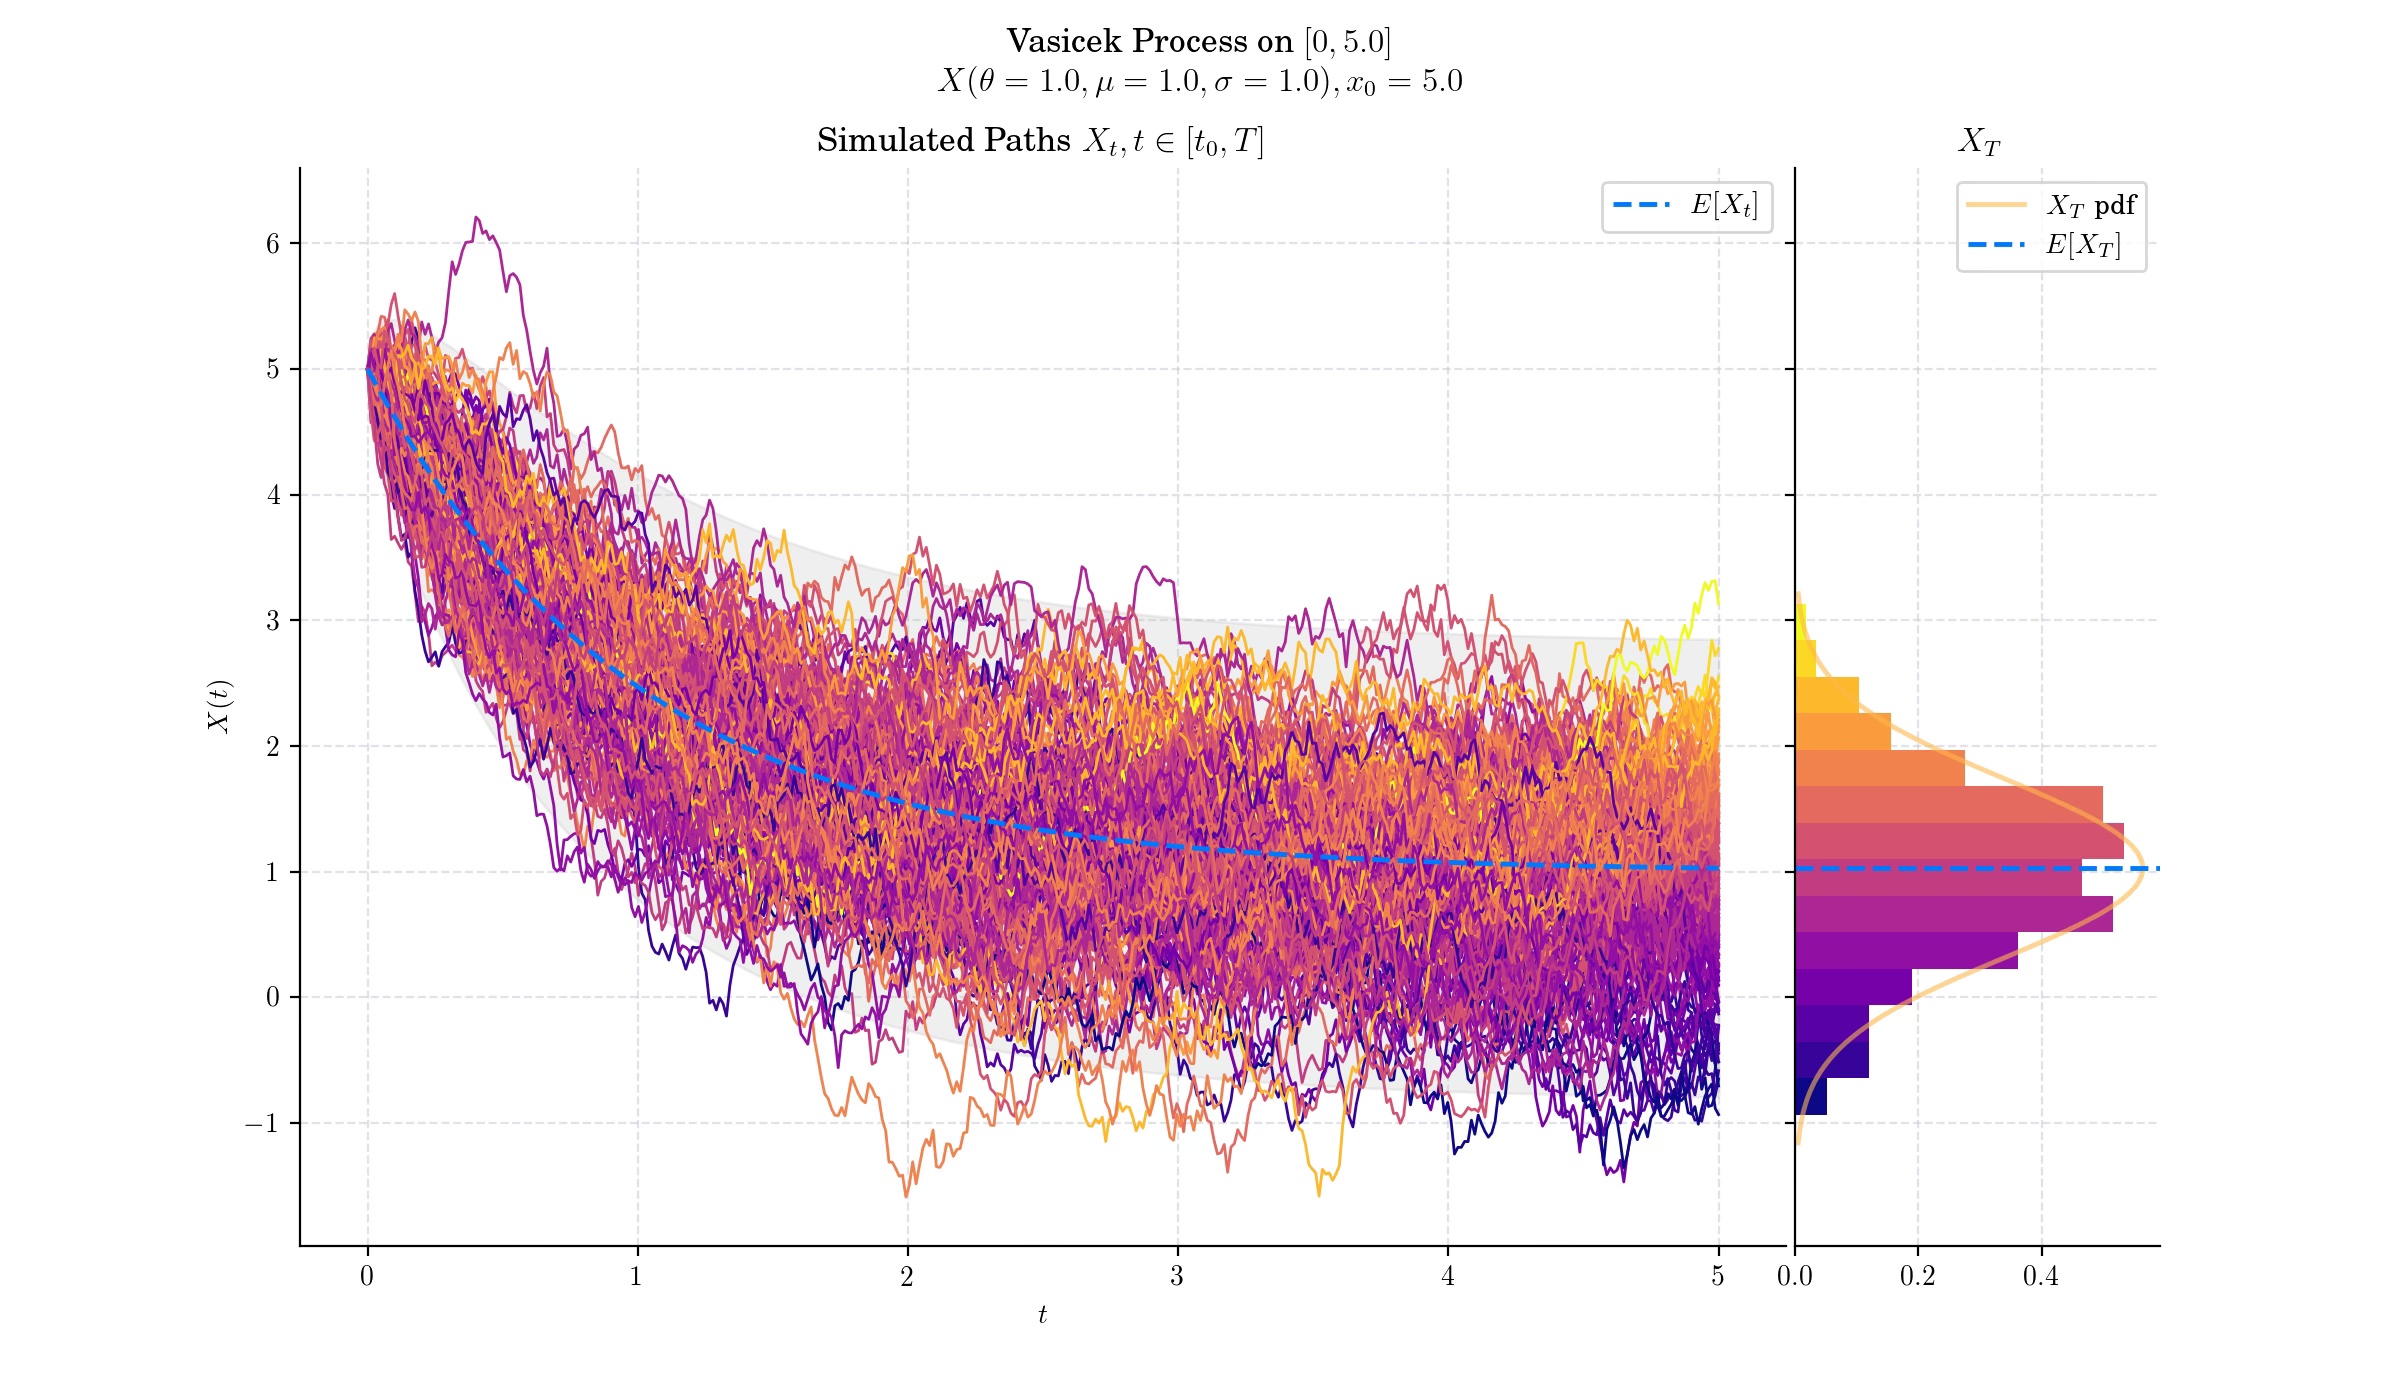 Vasicek Process on [0, 5.0]
X(θ = 1.0, μ = 1.0, σ = 1.0), x₀ = 5.0
Simulated Paths Xₜ, t ∈ [t₀, T]
E[Xₜ]
X(t)
6
5
4
3
2
1
0
−1
0
1
2
3
4
5
t
X_T
X_T pdf
E[X_T]
0.0
0.2
0.4